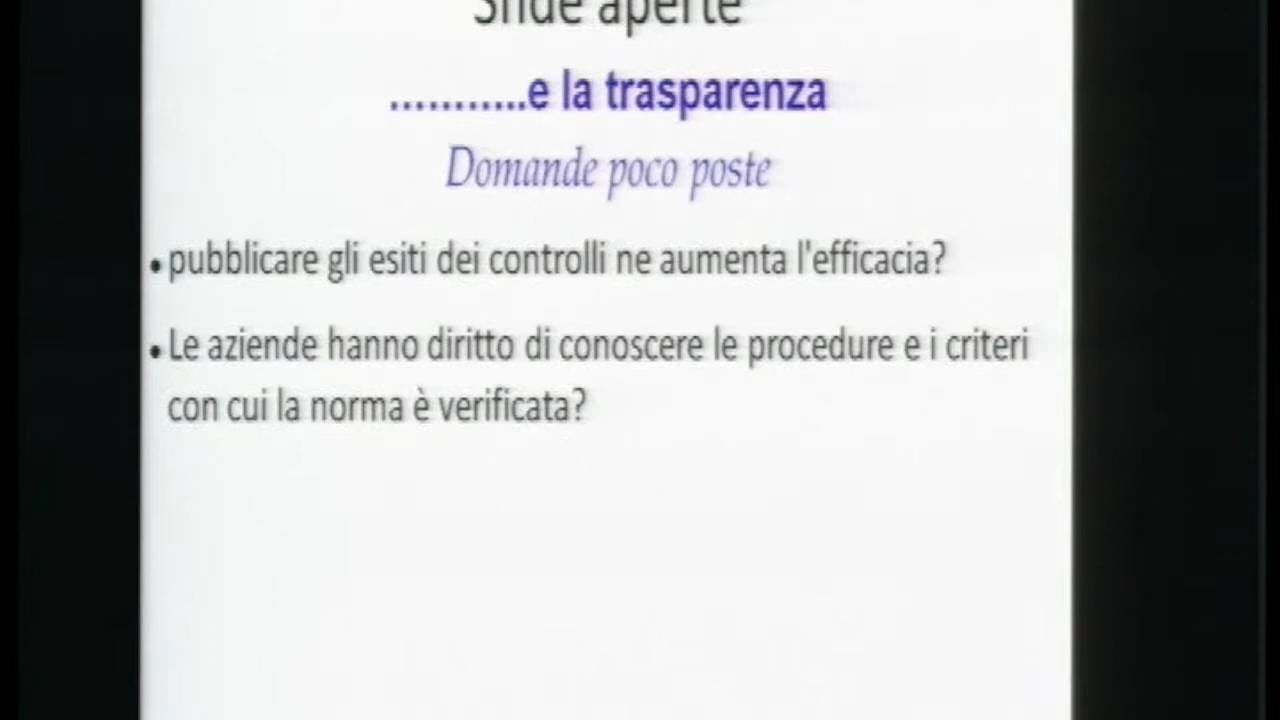 Sfide aperte
………..e la trasparenza
Domande poco poste
• pubblicare gli esiti dei controlli ne aumenta l'efficacia?
• Le aziende hanno diritto di conoscere le procedure e i criteri
con cui la norma è verificata?